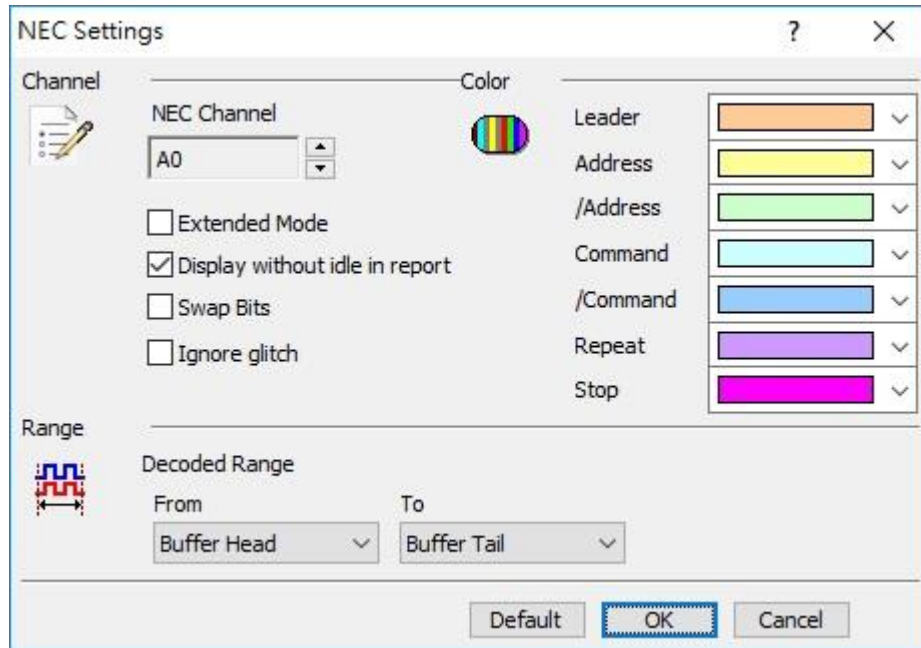 NEC Settings
?
Channel
NEC Channel
A0
Extended Mode
Display without idle in report
Swap Bits
Ignore glitch
Color
Leader
Address
/Address
Command
/Command
Repeat
Stop
Range
Decoded Range
From
To
Buffer Head
Buffer Tail
Default
OK
Cancel